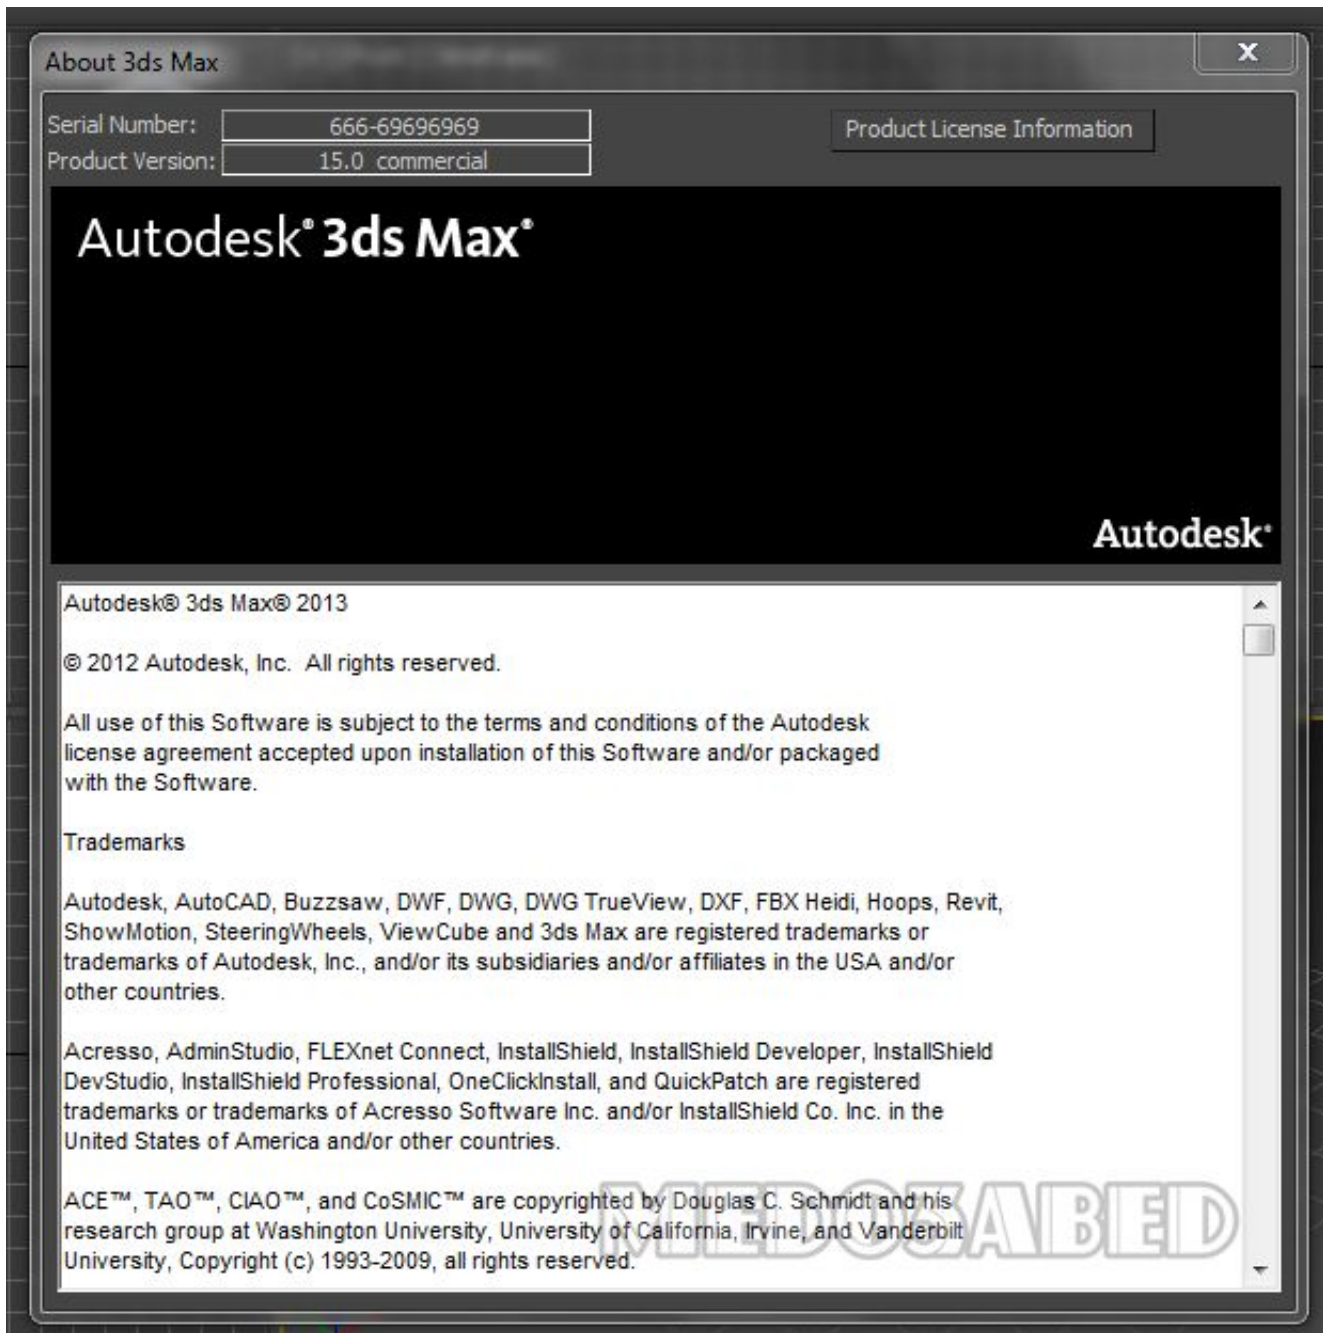 About 3ds Max
Serial Number: 666-69696969
Product License Information
Product Version: 15.0 commercial
Autodesk® 3ds Max®
Autodesk®
Autodesk® 3ds Max® 2013
© 2012 Autodesk, Inc. All rights reserved.
All use of this Software is subject to the terms and conditions of the Autodesk
license agreement accepted upon installation of this Software and/or packaged
with the Software.
Trademarks
Autodesk, AutoCAD, Buzzsaw, DWF, DWG, DWG TrueView, DXF, FBX Heidi, Hoops, Revit,
ShowMotion, SteeringWheels, ViewCube and 3ds Max are registered trademarks or
trademarks of Autodesk, Inc., and/or its subsidiaries and/or affiliates in the USA and/or
other countries.
Acresso, AdminStudio, FLEXnet Connect, InstallShield, InstallShield Developer, InstallShield
DevStudio, InstallShield Professional, OneClickInstall, and QuickPatch are registered
trademarks or trademarks of Acresso Software Inc. and/or InstallShield Co. Inc. in the
United States of America and/or other countries.
ACE™, TAO™, CIAO™, and CoSMIC™ are copyrighted by Douglas C. Schmidt and his
research group at Washington University, University of California, Irvine, and Vanderbilt
University, Copyright (c) 1993-2009, all rights reserved.